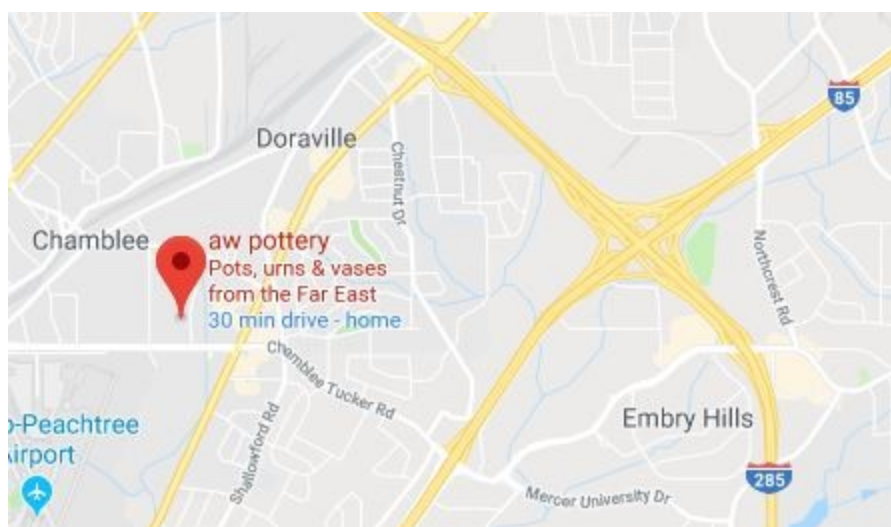 85
Doraville
Chestnut Dr
Chamblee
aw pottery
Pots, urns & vases
from the Far East
30 min drive - home
Northcrest Rd
Chamblee Tucker Rd
Shallowford Rd
o-Peachtree
Airport
Embry Hills
285
Mercer University Dr